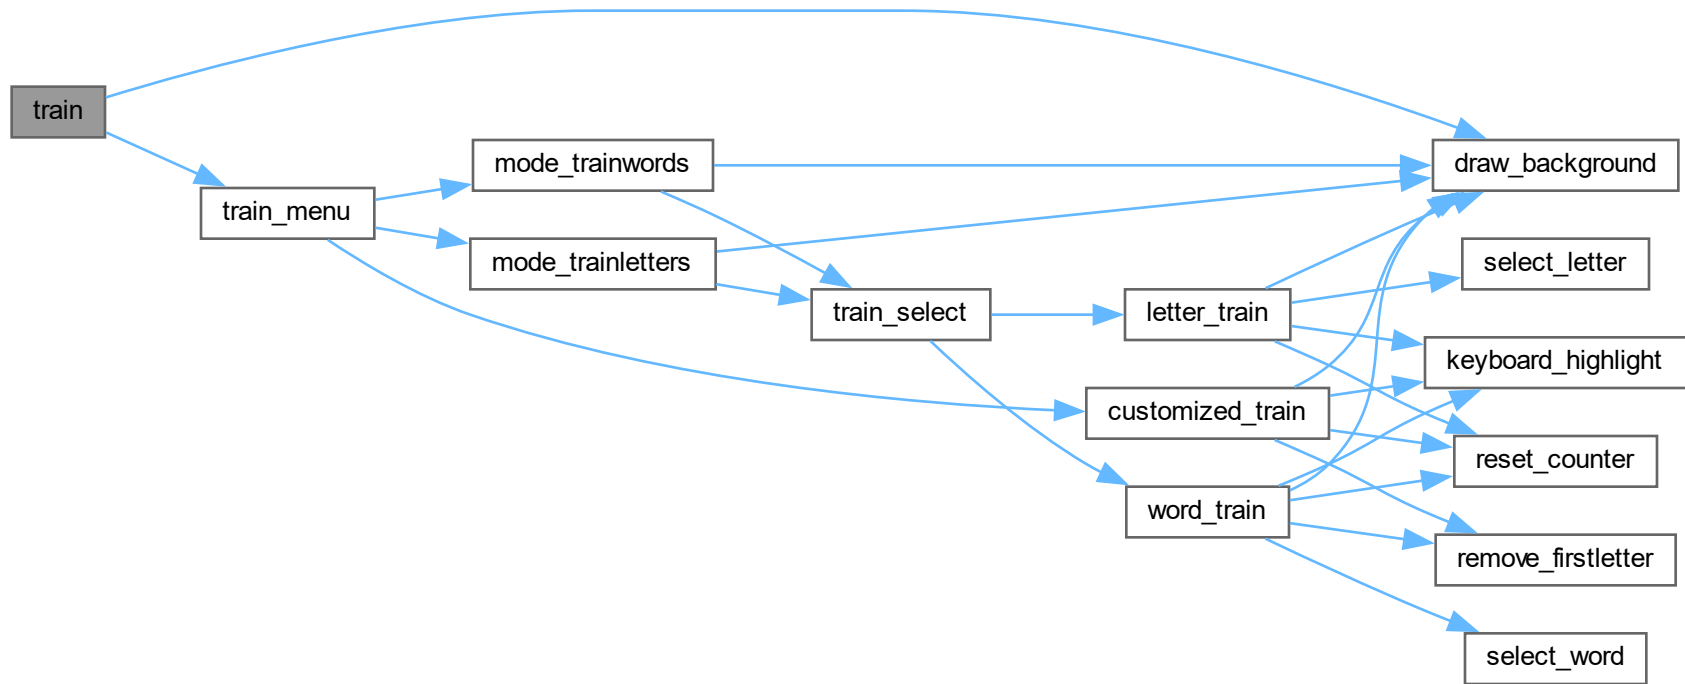 train
train_menu
mode_trainwords
mode_trainletters
train_select
letter_train
customized_train
word_train
draw_background
select_letter
keyboard_highlight
reset_counter
remove_firstletter
select_word